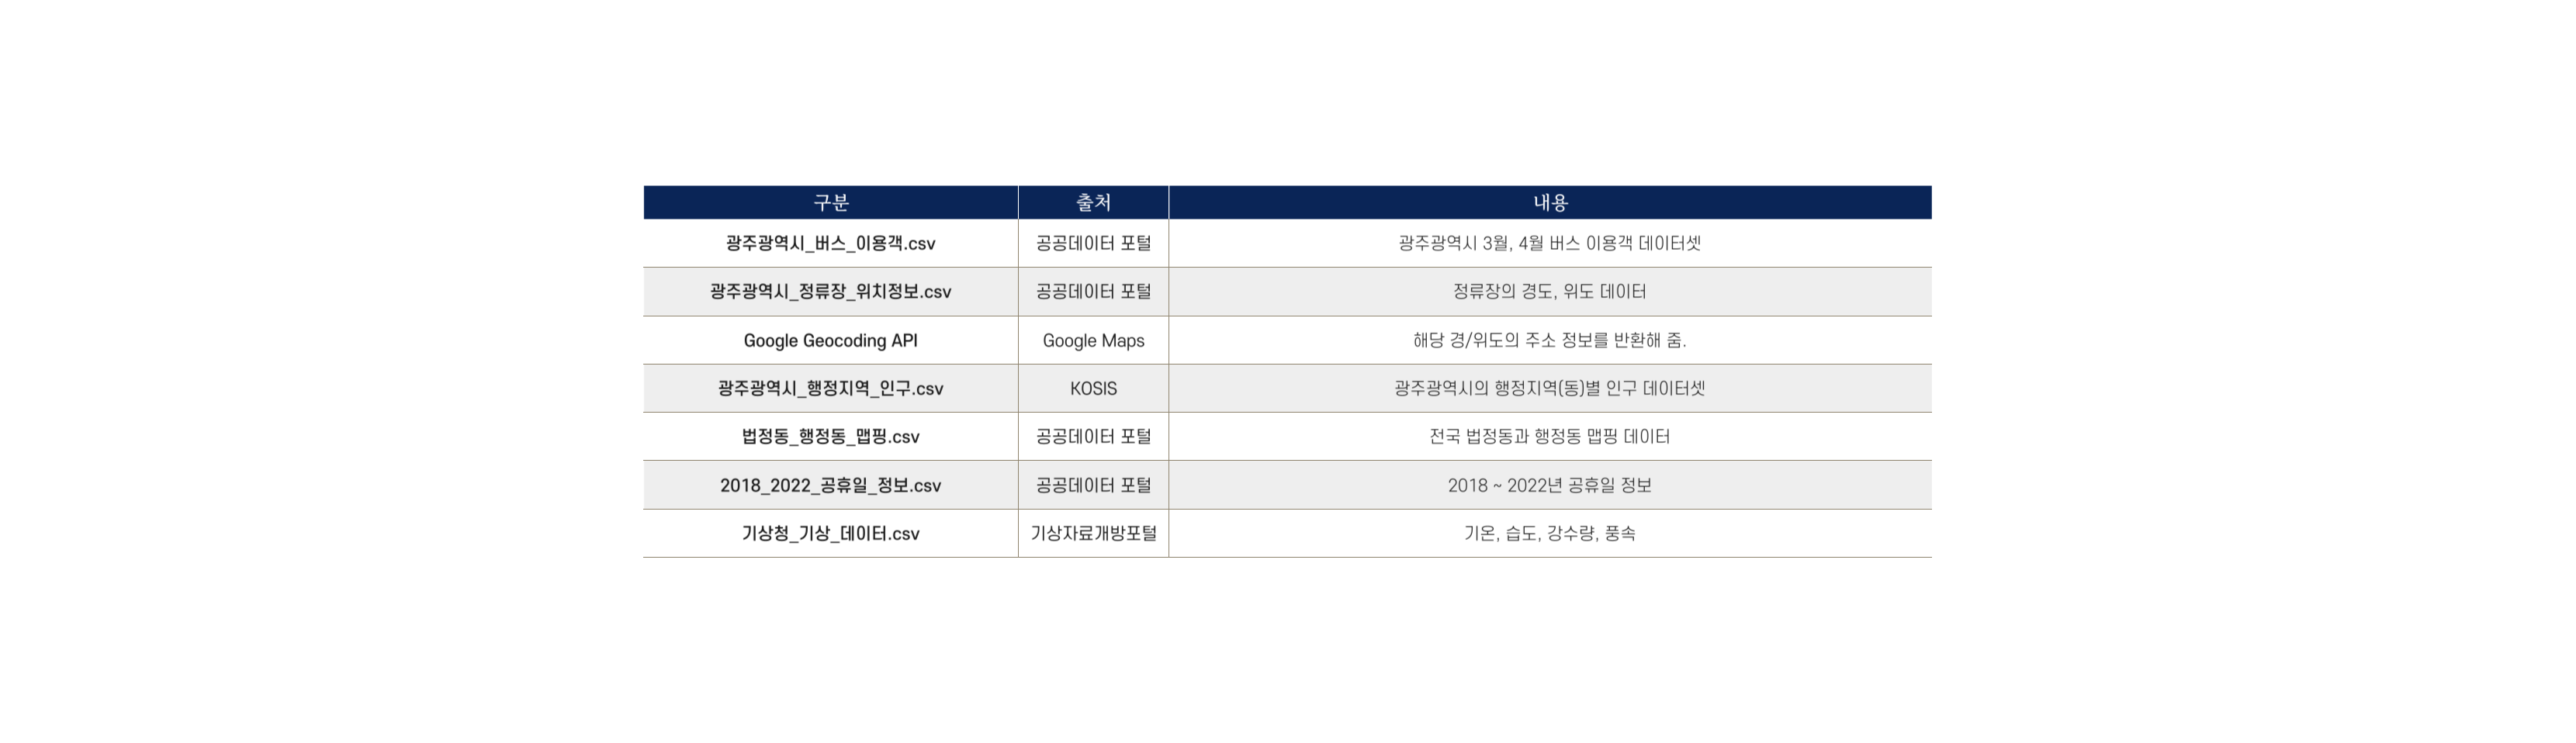 구분 출처 내용
광주광역시_버스_이용객.csv 공공데이터 포털 광주광역시 3월, 4월 버스 이용객 데이터셋
광주광역시_정류장_위치정보.csv 공공데이터 포털 정류장의 경도, 위도 데이터
Google Geocoding API Google Maps 해당 경/위도의 주소 정보를 반환해 줌.
광주광역시_행정지역_인구.csv KOSIS 광주광역시의 행정지역(동)별 인구 데이터셋
법정동_행정동_맵핑.csv 공공데이터 포털 전국 법정동과 행정동 맵핑 데이터
2018_2022_공휴일_정보.csv 공공데이터 포털 2018 ~ 2022년 공휴일 정보
기상청_기상_데이터.csv 기상자료개방포털 기온, 습도, 강수량, 풍속